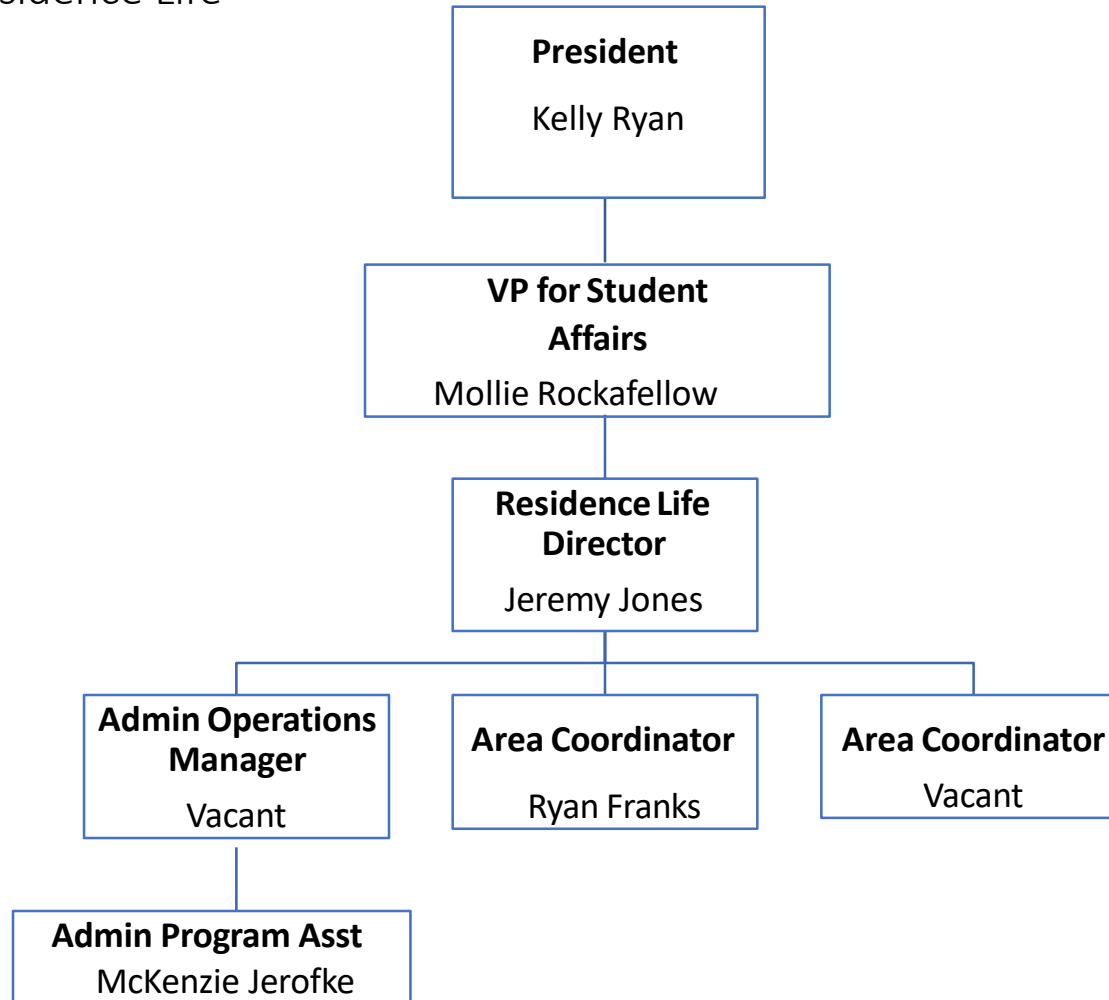 Life
President
Kelly Ryan
VP for Student
Affairs
Mollie Rockafellow
Residence Life
Director
Jeremy Jones
Admin Operations
Manager
Vacant
Area Coordinator
Ryan Franks
Area Coordinator
Vacant
Admin Program Asst
McKenzie Jerofke